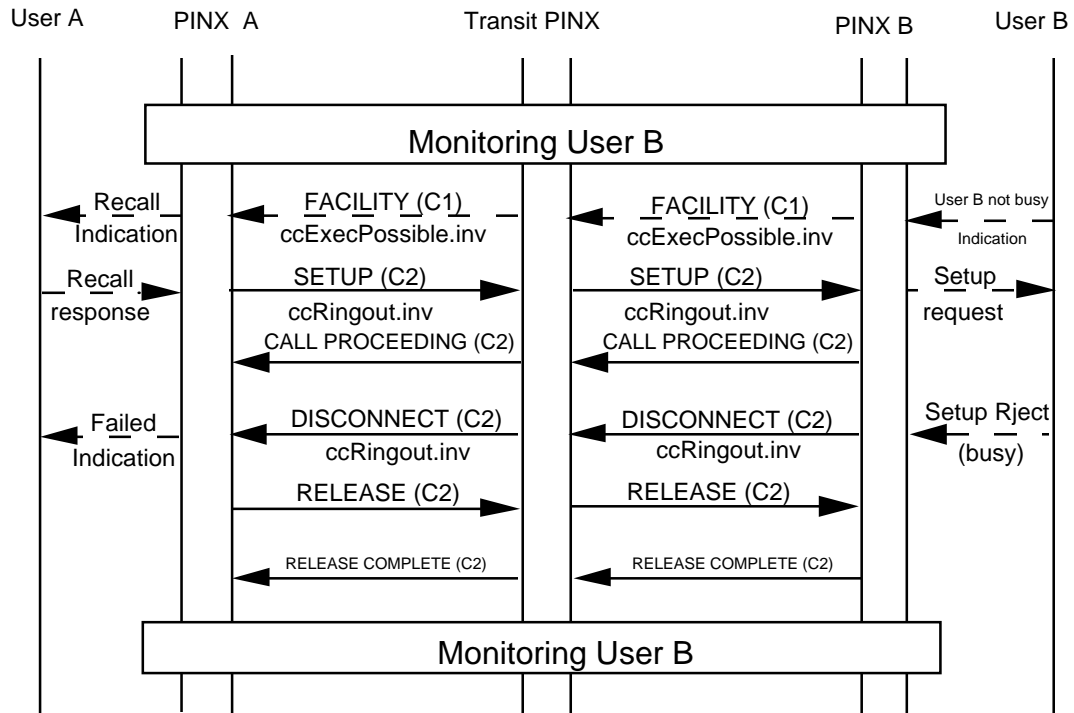 User A PINX A Transit PINX PINX B User B
Monitoring User B
Recall FACILITY (C1) FACILITY (C1) User B not busy
Indication ccExecPossible.inv ccExecPossible.inv Indication
Recall SETUP (C2) SETUP (C2) Setup
response ccRingout.inv ccRingout.inv request
CALL PROCEEDING (C2) CALL PROCEEDING (C2)
Failed DISCONNECT (C2) DISCONNECT (C2) Setup Rject
Indication ccRingout.inv ccRingout.inv (busy)
RELEASE (C2) RELEASE (C2)
RELEASE COMPLETE (C2) RELEASE COMPLETE (C2)
Monitoring User B